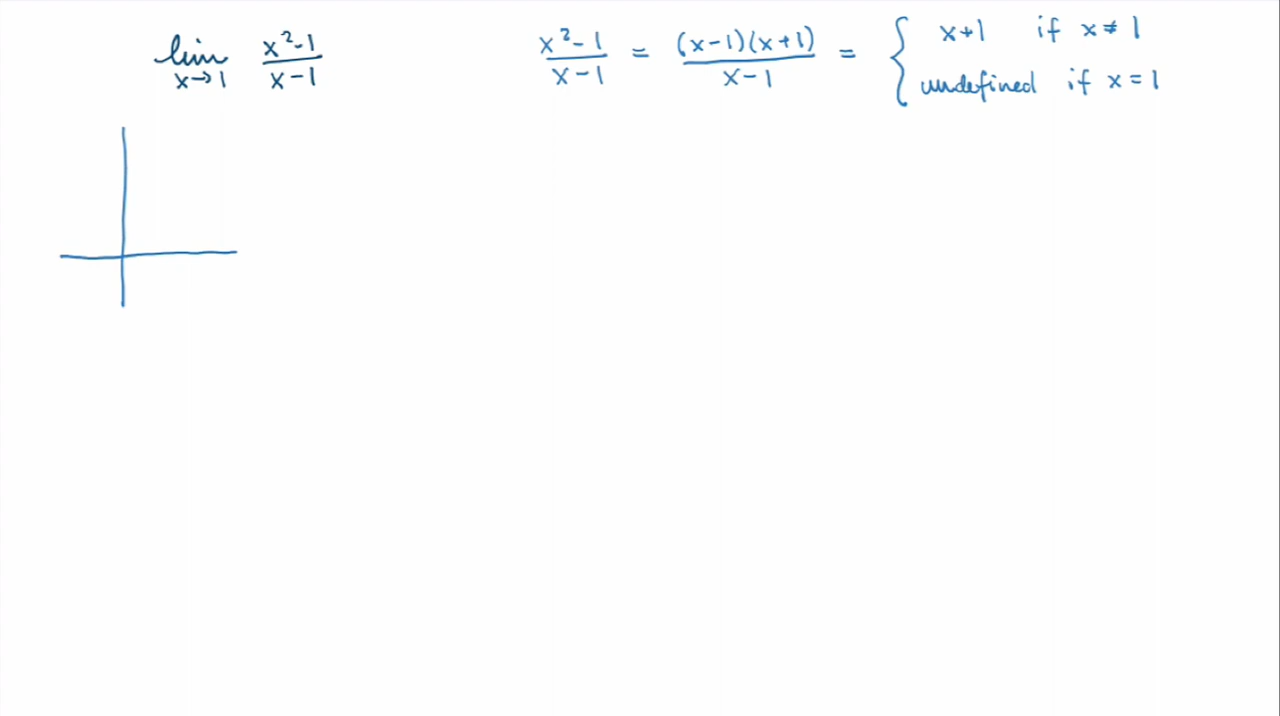 lim x→1 (x²-1)/(x-1)
(x²-1)/(x-1) = ((x-1)(x+1))/(x-1) = { x+1 if x≠1
undefined if x=1